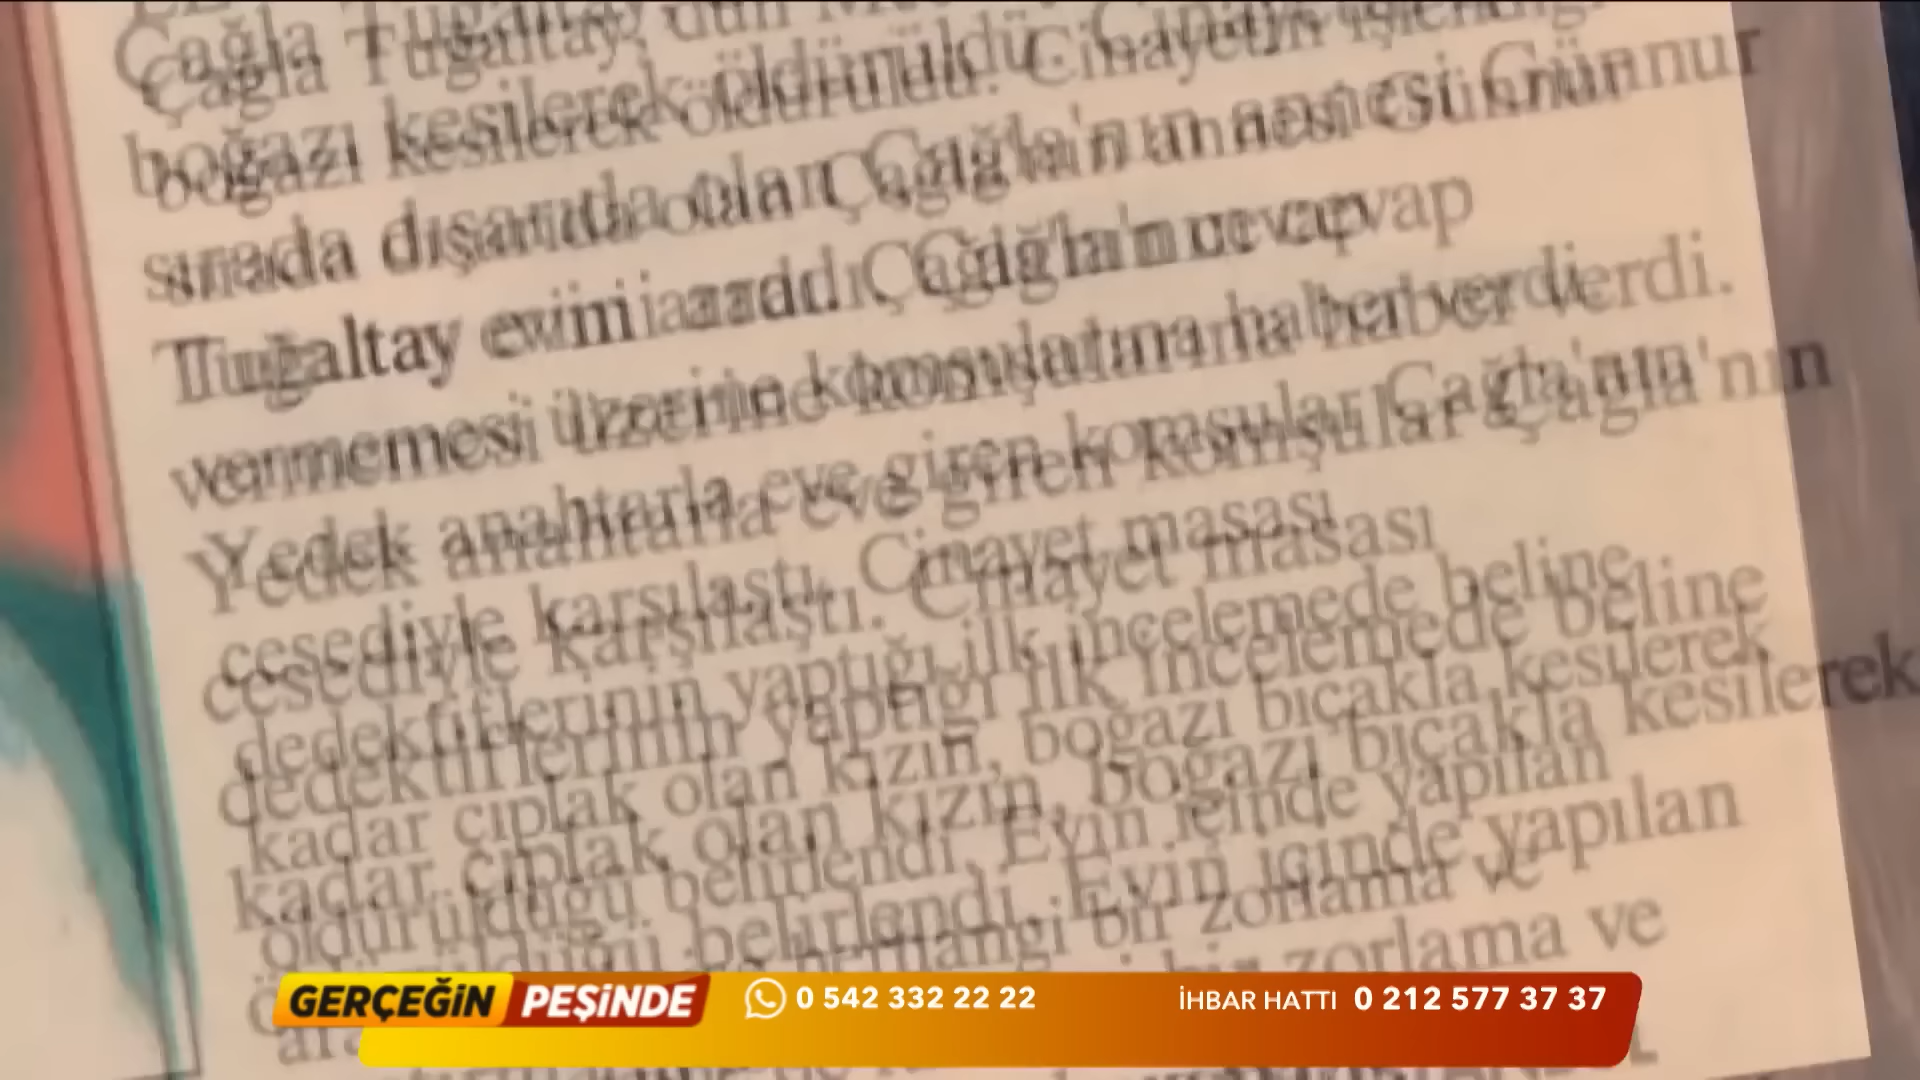 Çağla Tuğaltay, dün
boğazı kesilerek öldürüldü. Cinayetin işlendiği
sırada dışarıda olan Çağla'nın annesi Günnur
Tuğaltay evini aradı. Çağla'nın cevap
vermemesi üzerine komşularına haber verdi.
Yedek anahtarla eve giren komşular Çağla'nın
cesediyle karşılaştı. Cinayet masası
dedektiflerinin yaptığı ilk incelemede beline
kadar çıplak olan kızın, boğazı bıçakla kesilerek
öldürüldüğü belirlendi. Evin içinde yapılan
herhangi bir zorlama ve
GERÇEĞİN PEŞİNDE 0 542 332 22 22 İHBAR HATTI 0 212 577 37 37